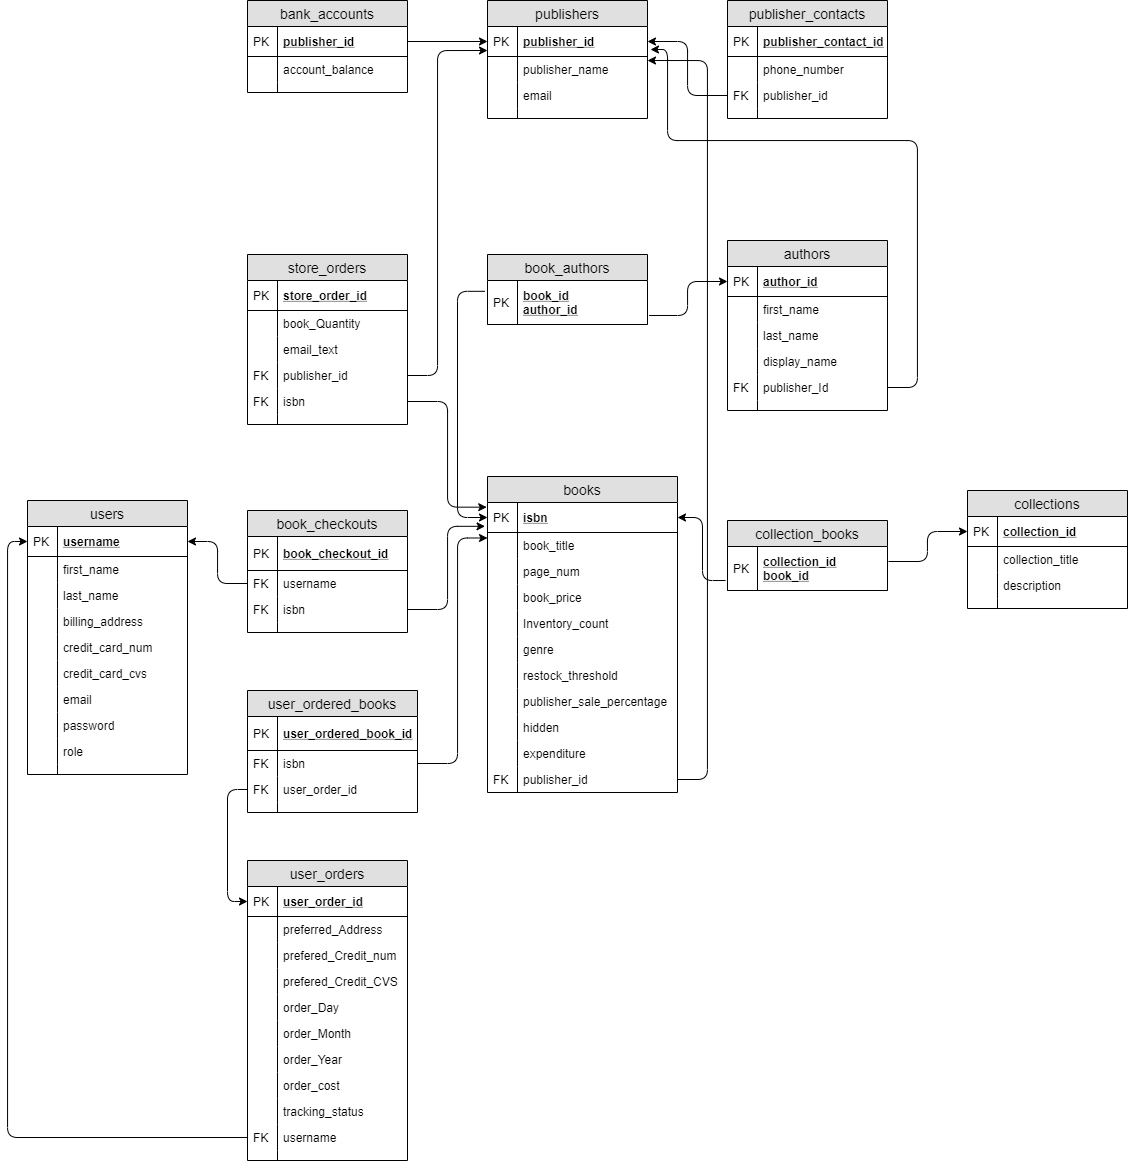 bank_accounts
PK publisher_id
account_balance
publishers
PK publisher_id
publisher_name
email
publisher_contacts
PK publisher_contact_id
phone_number
FK publisher_id
store_orders
PK store_order_id
book_Quantity
email_text
FK publisher_id
FK isbn
book_authors
PK book_id
author_id
authors
PK author_id
first_name
last_name
display_name
FK publisher_Id
users
PK username
first_name
last_name
billing_address
credit_card_num
credit_card_cvs
email
password
role
book_checkouts
PK book_checkout_id
FK username
FK isbn
books
PK isbn
book_title
page_num
book_price
Inventory_count
genre
restock_threshold
publisher_sale_percentage
hidden
expenditure
FK publisher_id
collection_books
PK collection_id
book_id
collections
PK collection_id
collection_title
description
user_ordered_books
PK user_ordered_book_id
FK isbn
FK user_order_id
user_orders
PK user_order_id
preferred_Address
prefered_Credit_num
prefered_Credit_CVS
order_Day
order_Month
order_Year
order_cost
tracking_status
FK username